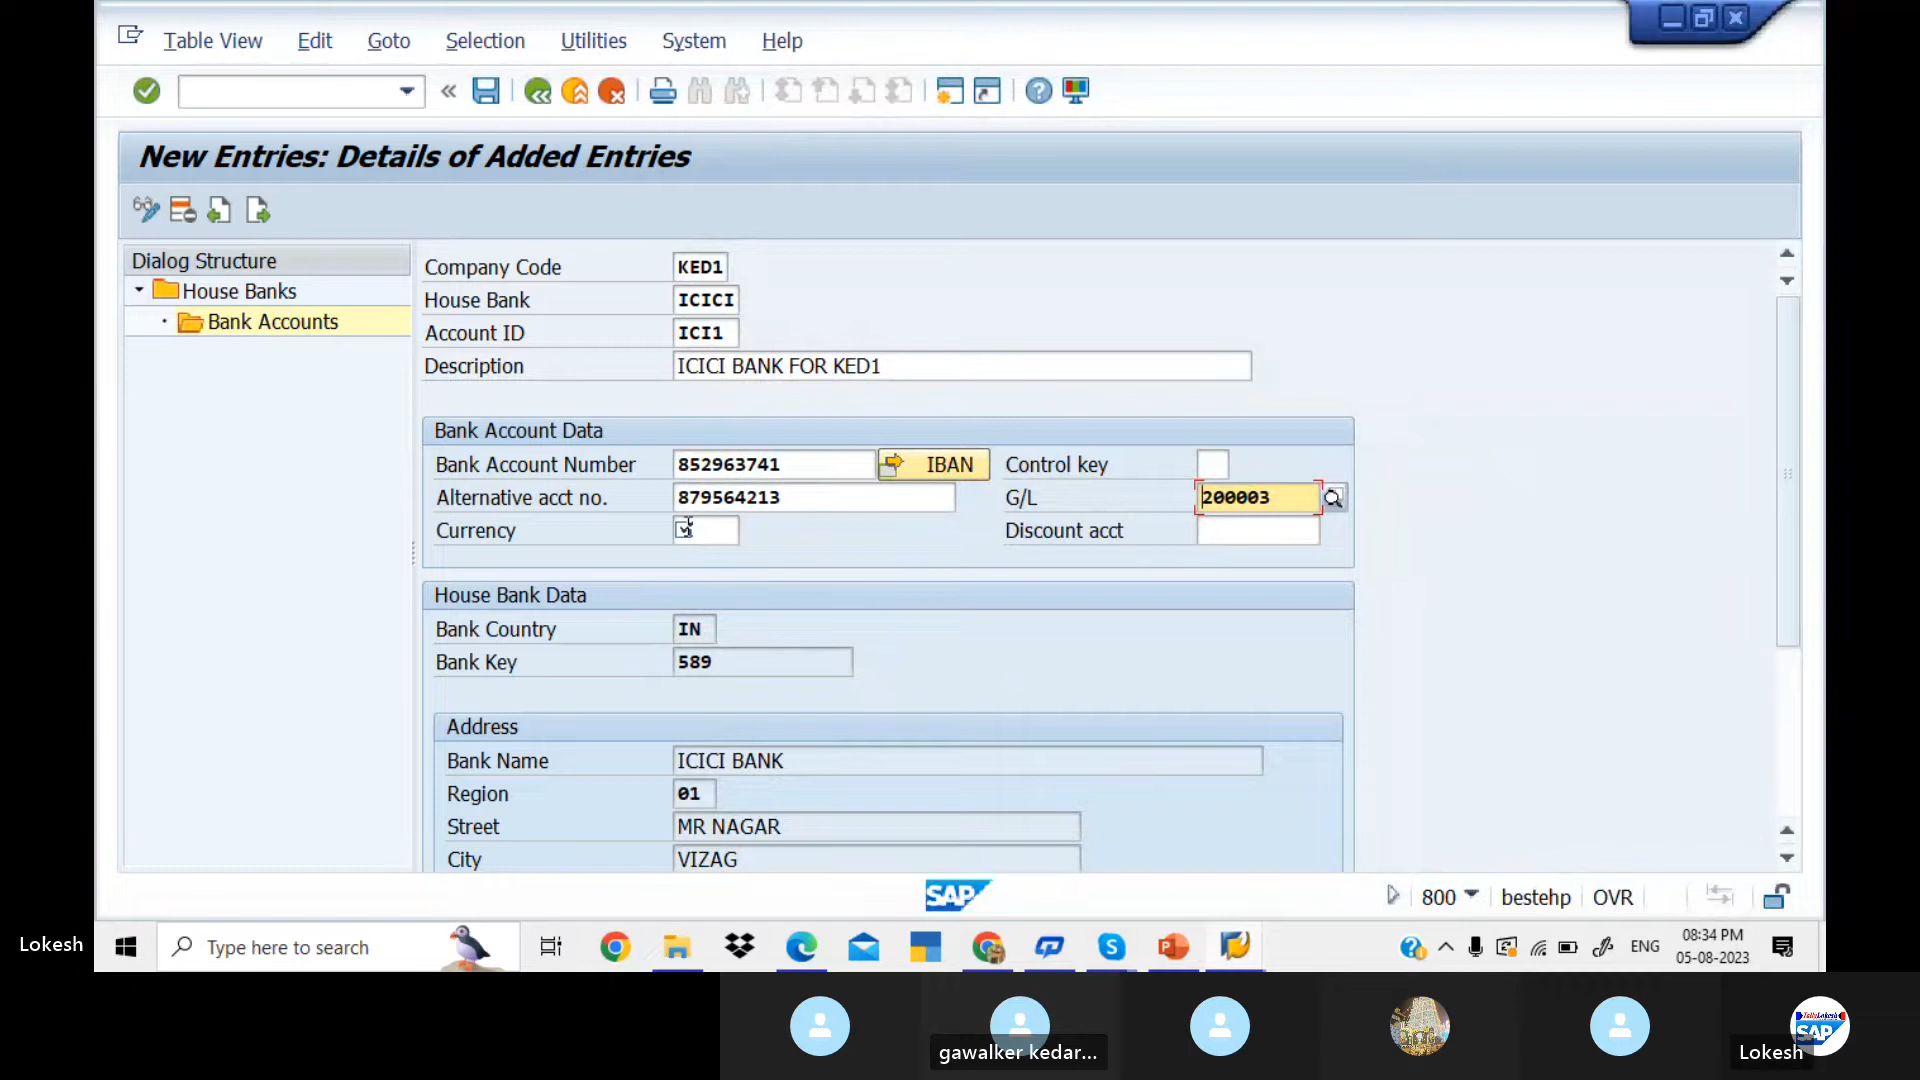 Table View Edit Goto Selection Utilities System Help
New Entries: Details of Added Entries
Dialog Structure
House Banks
Bank Accounts
Company Code KED1
House Bank ICICI
Account ID ICI1
Description ICICI BANK FOR KED1
Bank Account Data
Bank Account Number 852963741 IBAN Control key
Alternative acct no. 879564213 G/L 200003
Currency Discount acct
House Bank Data
Bank Country IN
Bank Key 589
Address
Bank Name ICICI BANK
Region 01
Street MR NAGAR
City VIZAG
SAP 800 bestehp OVR
Lokesh Type here to search ENG 08:34 PM
05-08-2023
gawalker kedar...
SAP
Lokesh